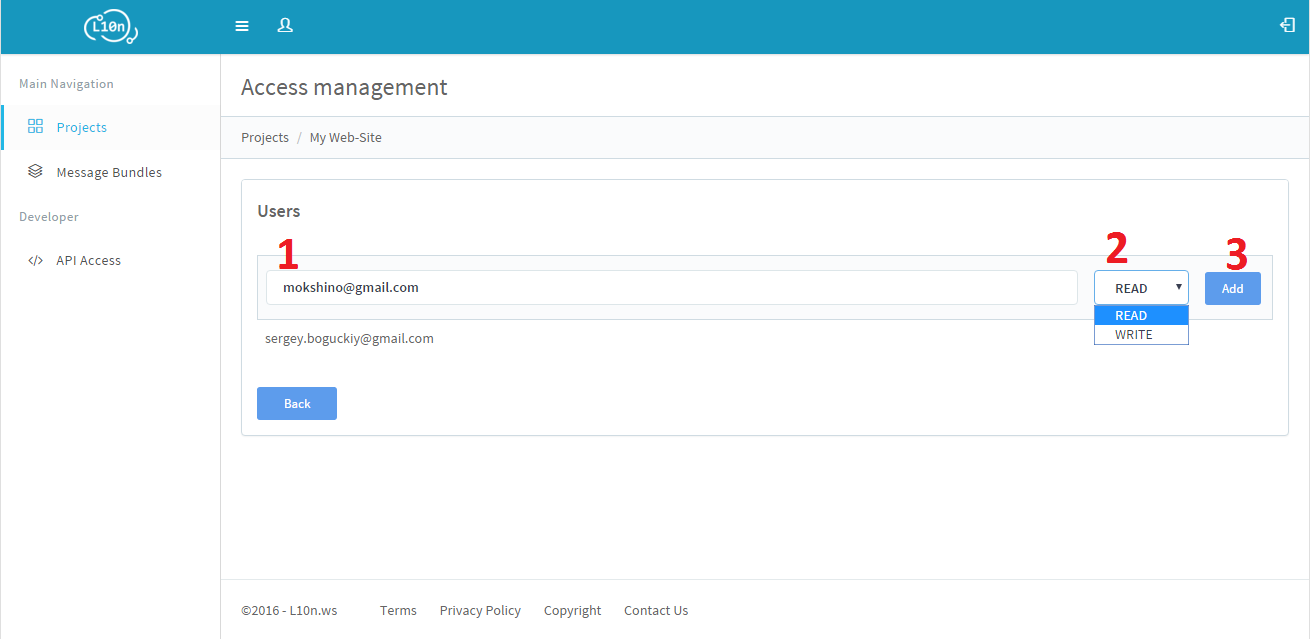 L10n
Main Navigation
Projects
Message Bundles
Developer
API Access
Access management
Projects / My Web-Site
Users
1 2 3
mokshino@gmail.com READ Add
READ
WRITE
sergey.boguckiy@gmail.com
Back
©2016 - L10n.ws Terms Privacy Policy Copyright Contact Us